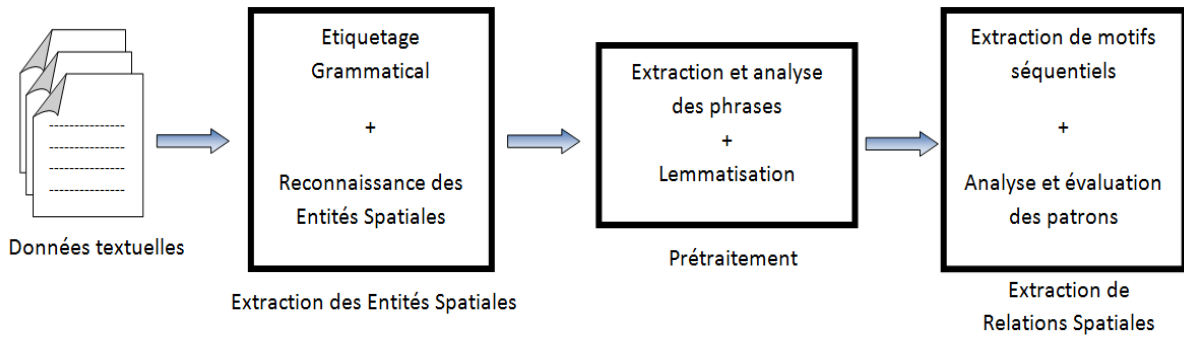 Données textuelles
Etiquetage
Grammatical
+
Reconnaissance des
Entités Spatiales
Extraction des Entités Spatiales
Extraction et analyse
des phrases
+
Lemmatisation
Prétraitement
Extraction de motifs
séquentiels
+
Analyse et évaluation
des patrons
Extraction de
Relations Spatiales